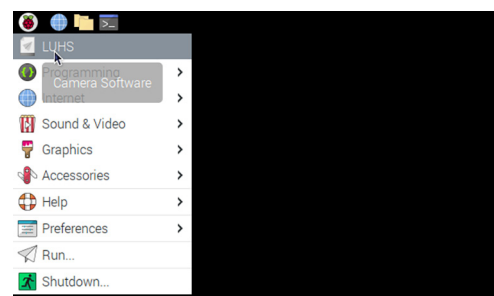 LUHS
Programming
Camera Software
Internet
Sound & Video
Graphics
Accessories
Help
Preferences
Run...
Shutdown...